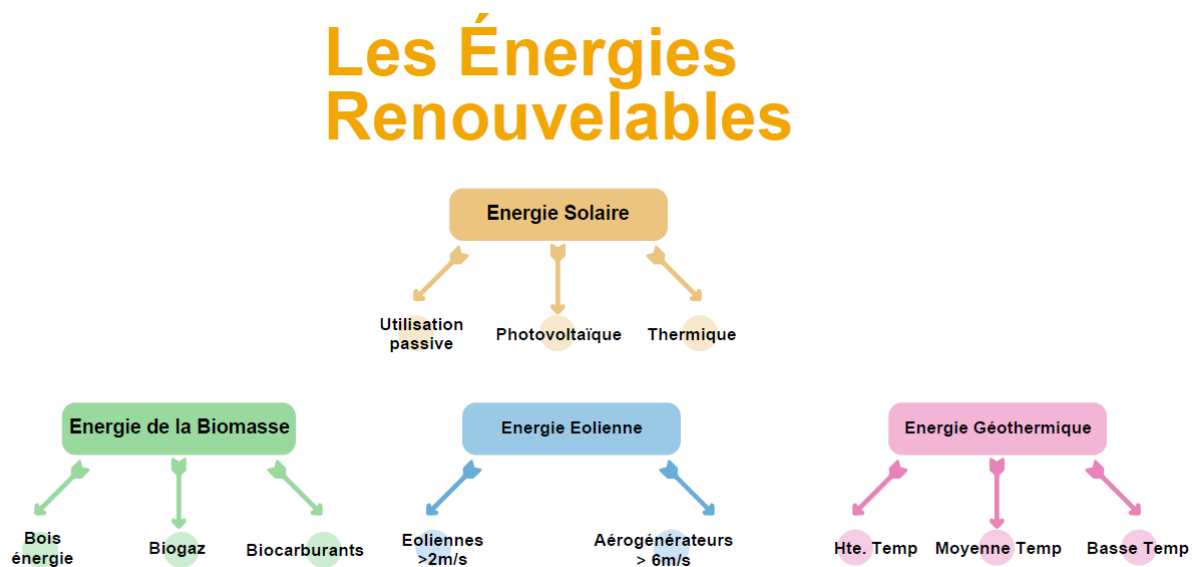 Les Énergies
Renouvelables
Energie Solaire
Utilisation
passive
Photovoltaïque
Thermique
Energie de la Biomasse
Energie Eolienne
Energie Géothermique
Bois
énergie
Biogaz
Biocarburants
Eoliennes
>2m/s
Aérogénérateurs
> 6m/s
Hte. Temp
Moyenne Temp
Basse Temp